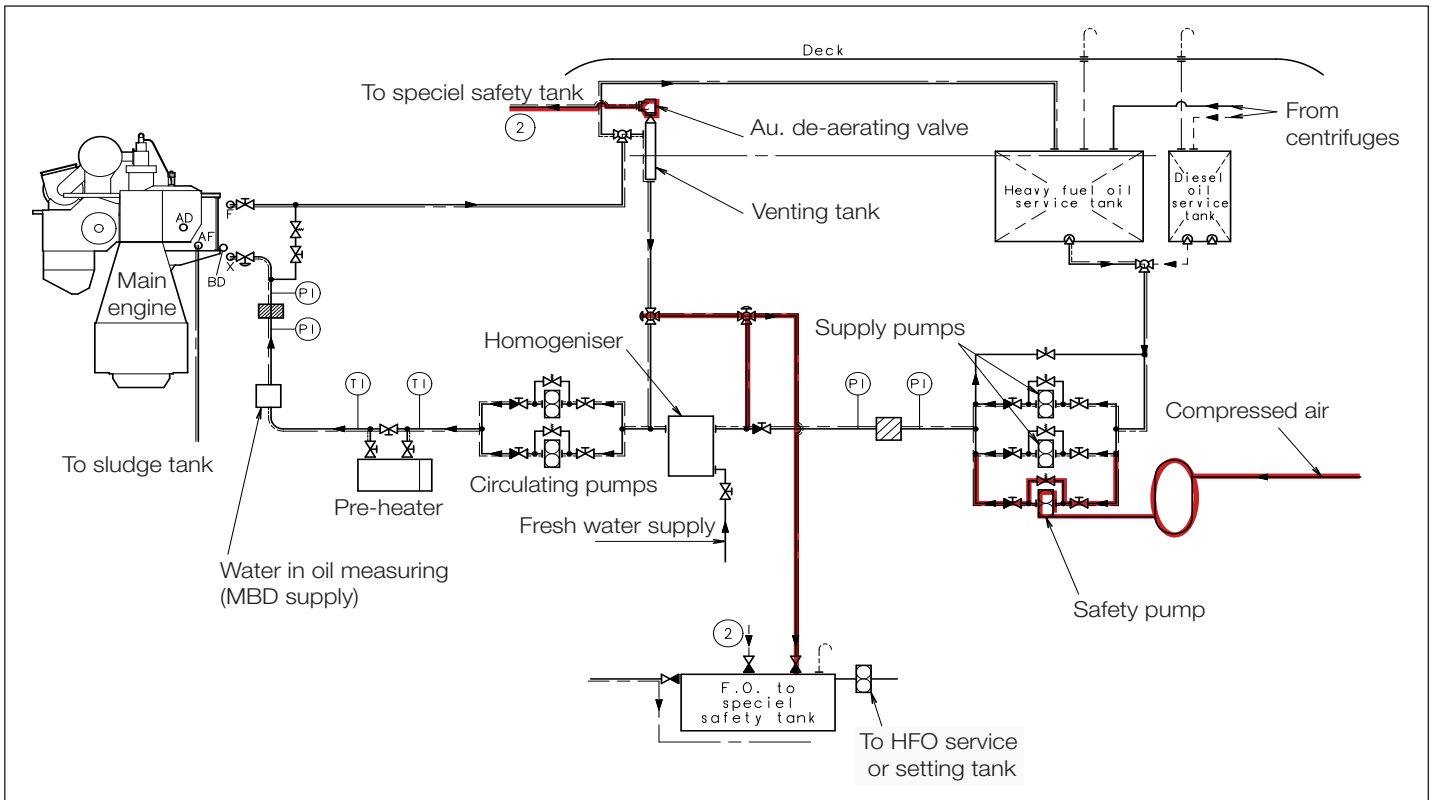 Deck
To speciel safety tank
2
Au. de-aerating valve
From
centrifuges
Heavy fuel oil
service tank
Diesel
oil
service
tank
Venting tank
F
AD
AF
X
BD
Main
engine
PI
PI
Homogeniser
Supply pumps
TI
TI
PI
PI
Compressed air
To sludge tank
Pre-heater
Circulating pumps
Fresh water supply
Water in oil measuring
(MBD supply)
Safety pump
2
F.O. to
speciel
safety tank
To HFO service
or setting tank